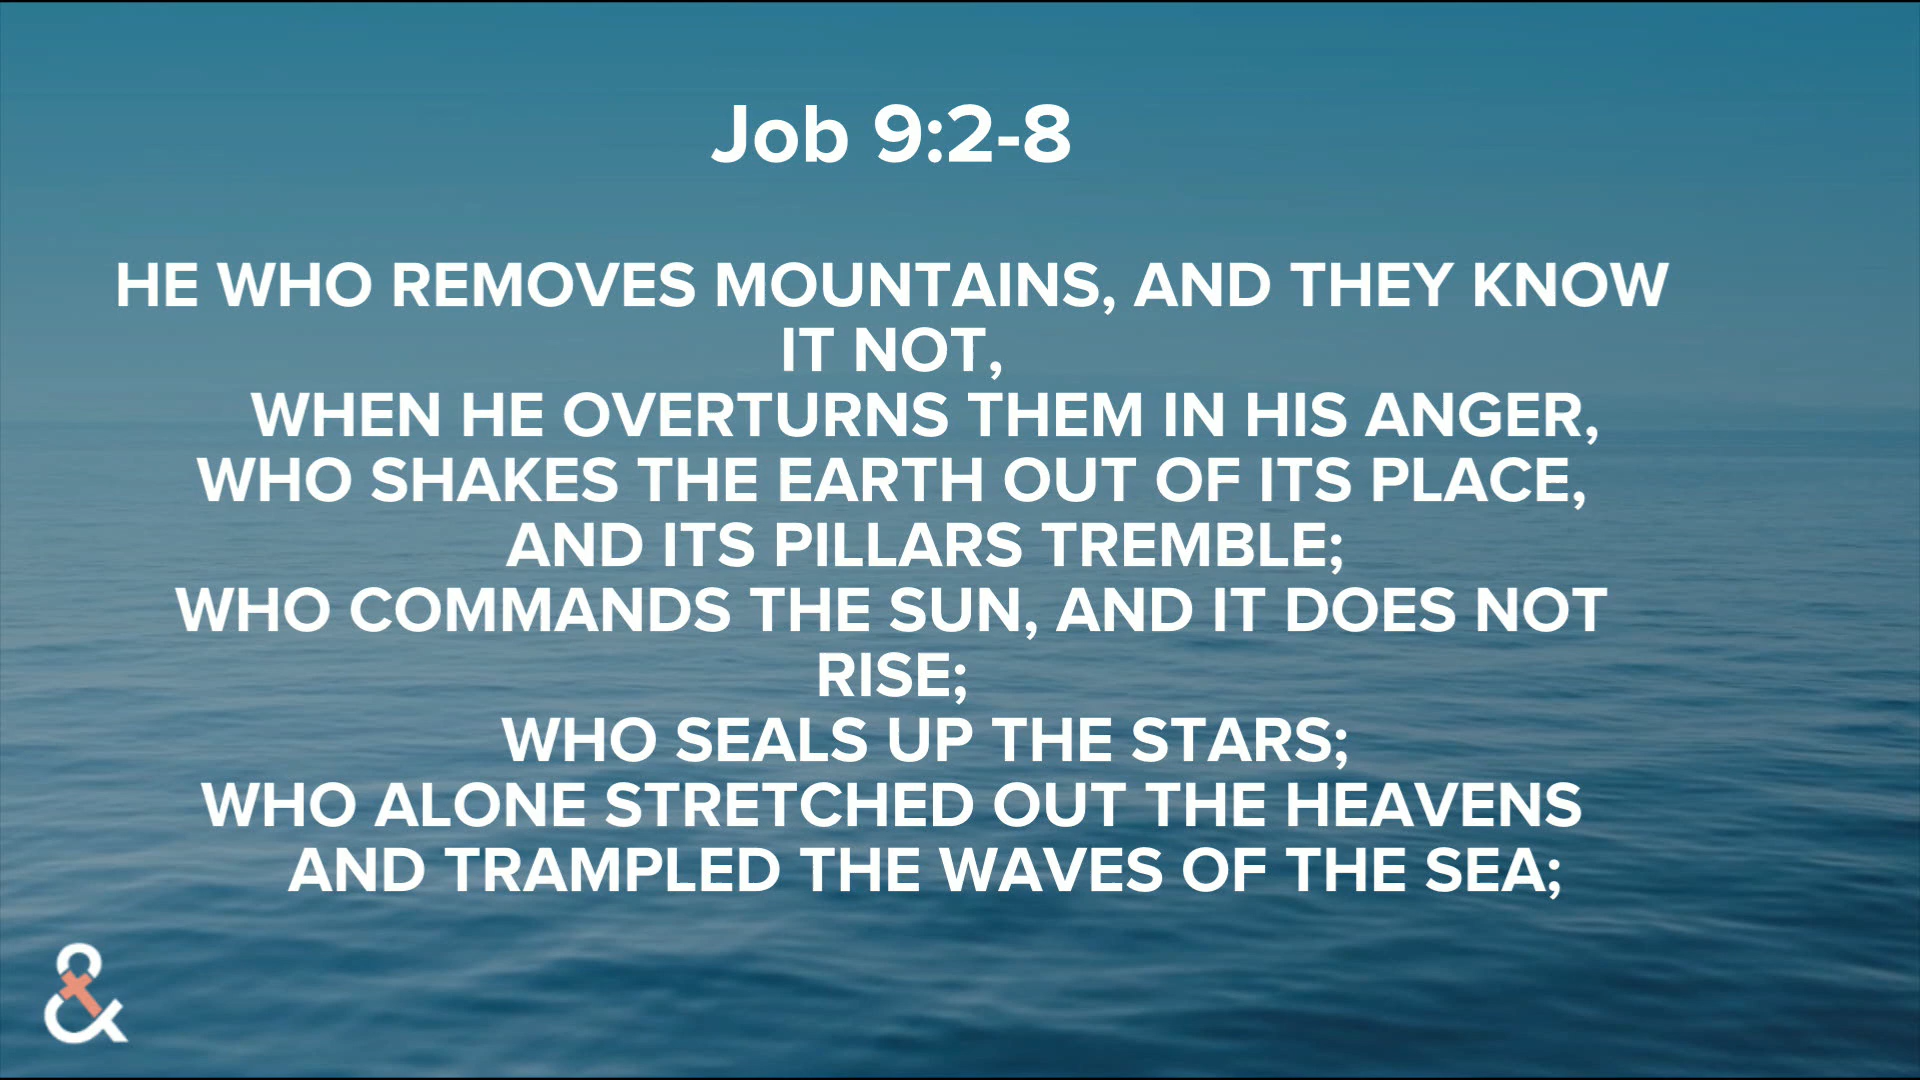 Job 9:2-8
HE WHO REMOVES MOUNTAINS, AND THEY KNOW
IT NOT,
WHEN HE OVERTURNS THEM IN HIS ANGER,
WHO SHAKES THE EARTH OUT OF ITS PLACE,
AND ITS PILLARS TREMBLE;
WHO COMMANDS THE SUN, AND IT DOES NOT
RISE;
WHO SEALS UP THE STARS;
WHO ALONE STRETCHED OUT THE HEAVENS
AND TRAMPLED THE WAVES OF THE SEA;
&